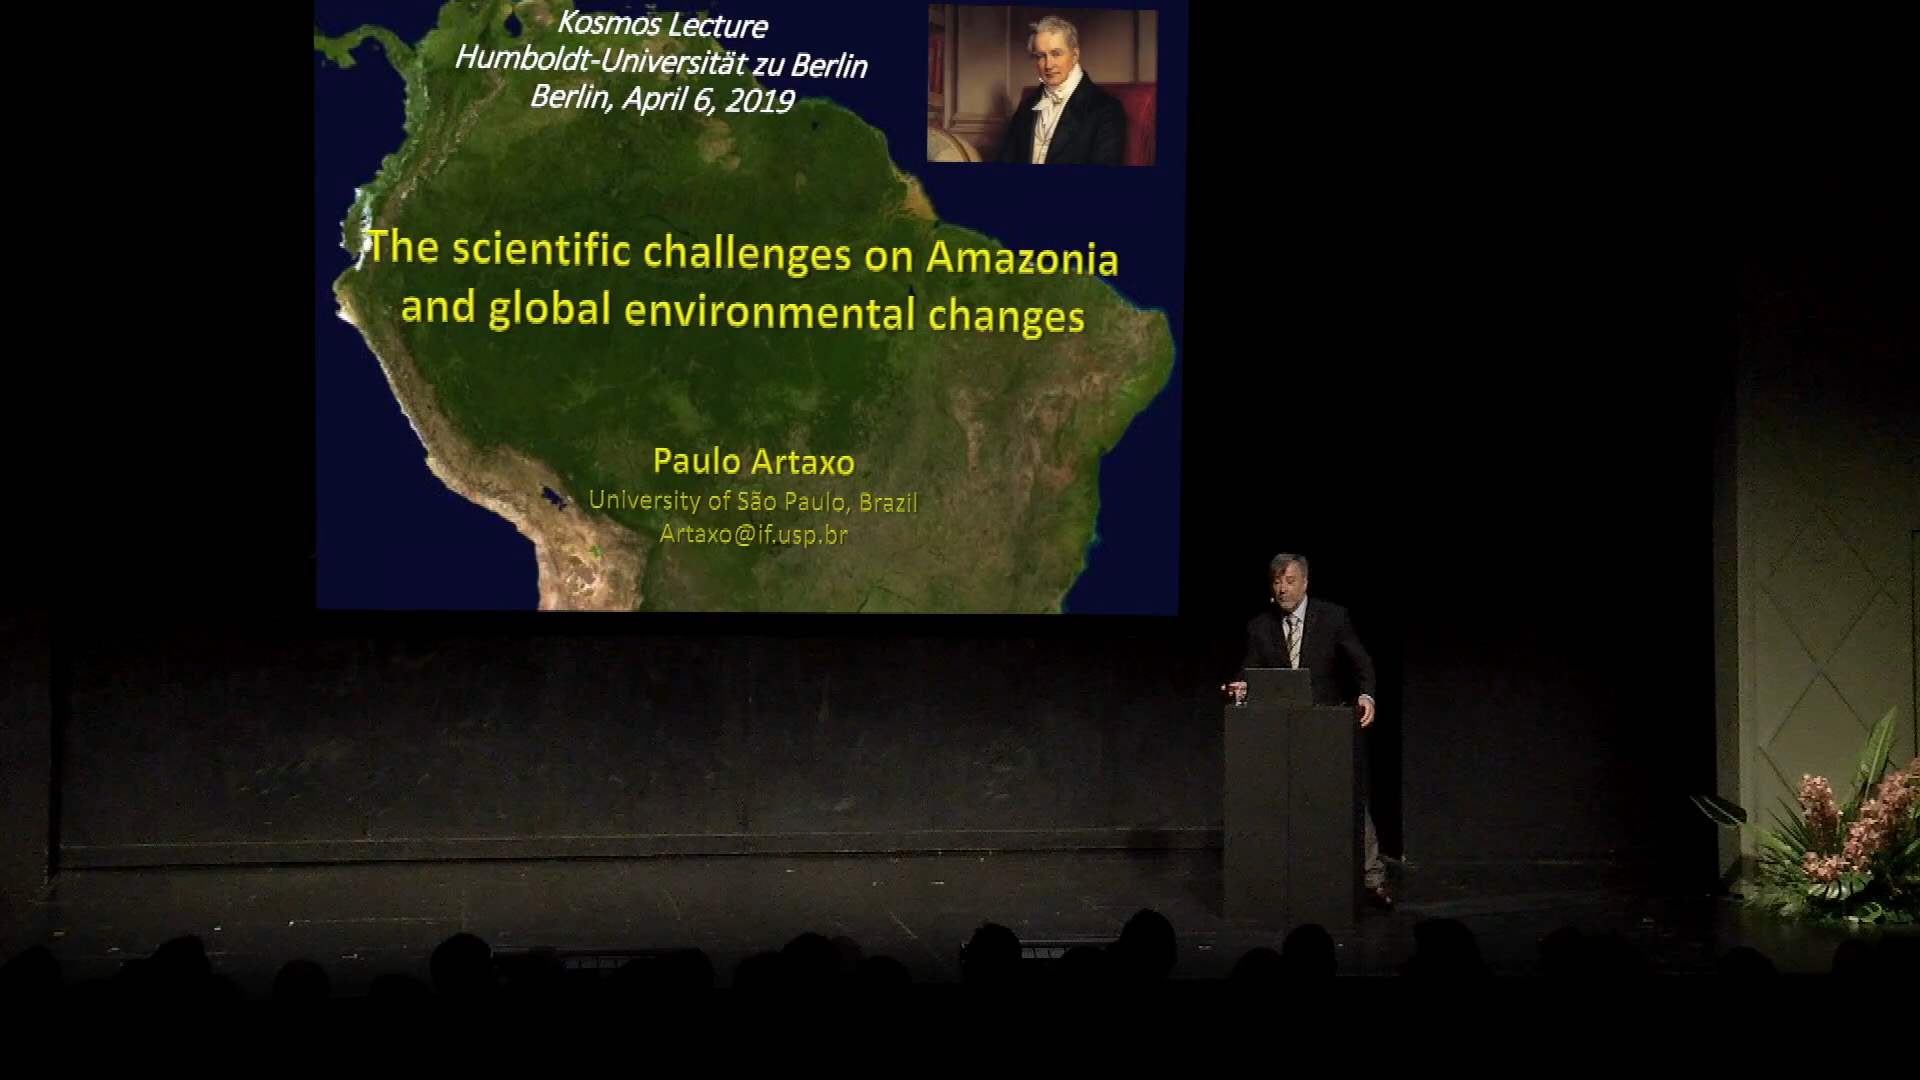 Kosmos Lecture
Humboldt-Universität zu Berlin
Berlin, April 6, 2019
The scientific challenges on Amazonia
and global environmental changes
Paulo Artaxo
University of São Paulo, Brazil
Artaxo@if.usp.br